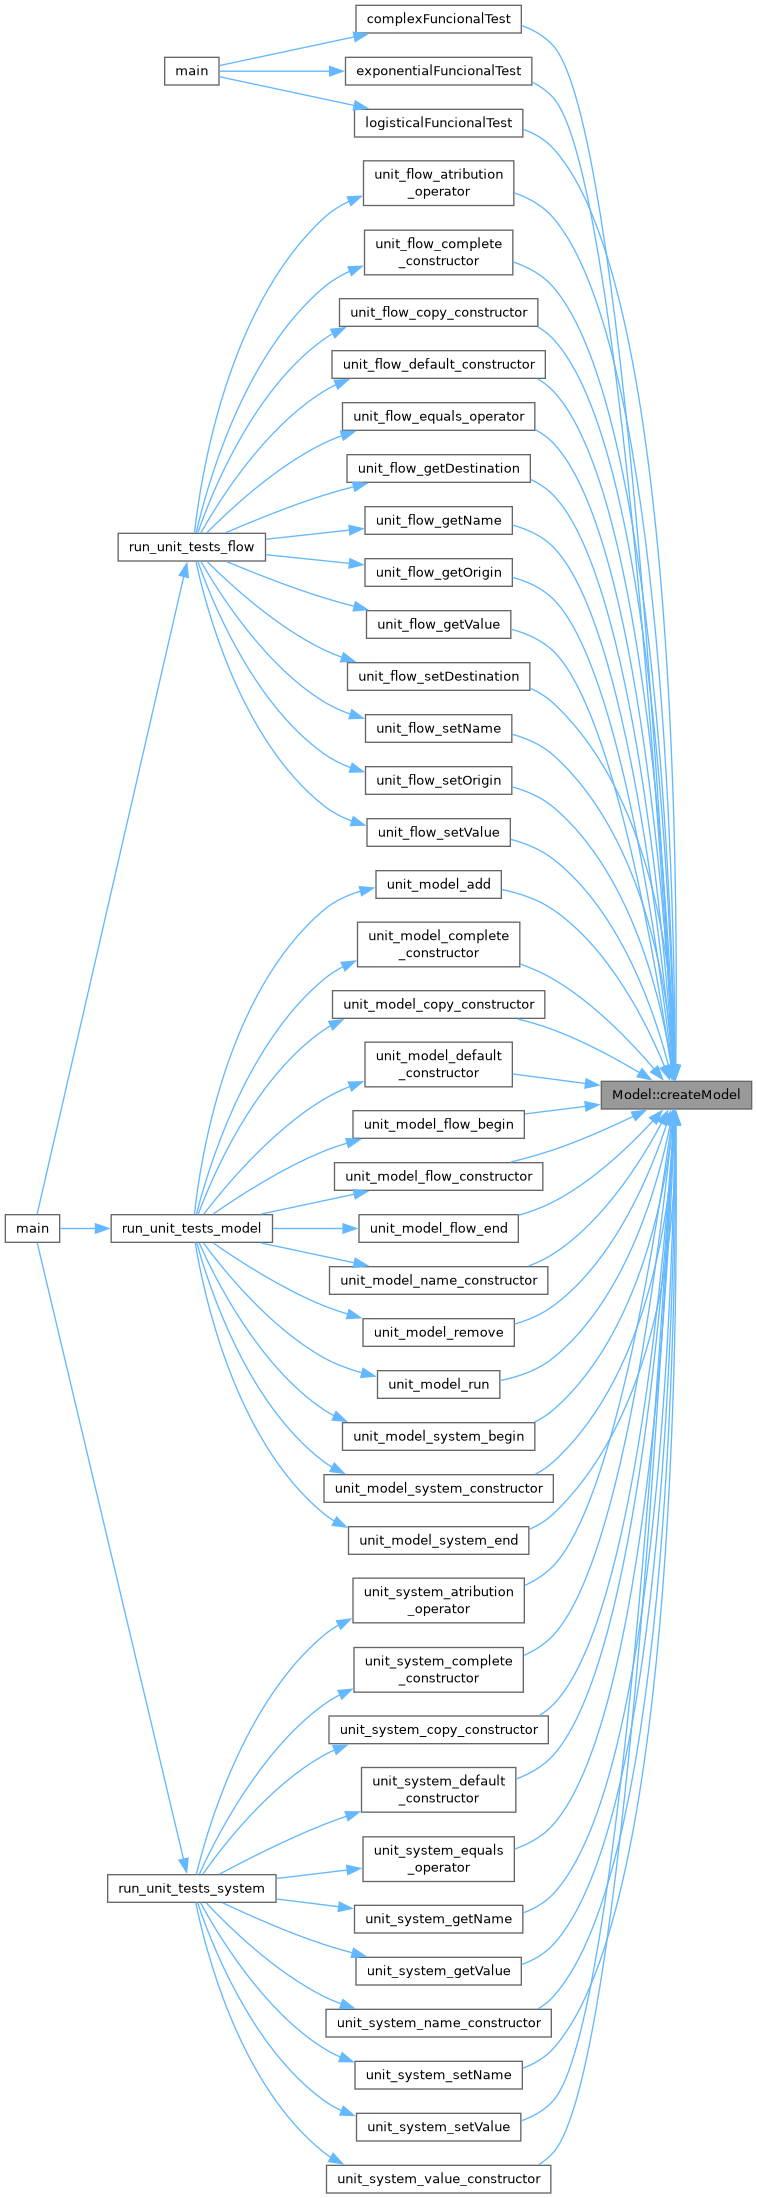 complexFuncionalTest
main
exponentialFuncionalTest
logisticalFuncionalTest
unit_flow_atribution
_operator
unit_flow_complete
_constructor
unit_flow_copy_constructor
unit_flow_default_constructor
unit_flow_equals_operator
unit_flow_getDestination
unit_flow_getName
run_unit_tests_flow
unit_flow_getOrigin
unit_flow_getValue
unit_flow_setDestination
unit_flow_setName
unit_flow_setOrigin
unit_flow_setValue
unit_model_add
unit_model_complete
_constructor
unit_model_copy_constructor
unit_model_default
_constructor
Model::createModel
unit_model_flow_begin
unit_model_flow_constructor
main
run_unit_tests_model
unit_model_flow_end
unit_model_name_constructor
unit_model_remove
unit_model_run
unit_model_system_begin
unit_model_system_constructor
unit_model_system_end
unit_system_atribution
_operator
unit_system_complete
_constructor
unit_system_copy_constructor
unit_system_default
_constructor
unit_system_equals
_operator
run_unit_tests_system
unit_system_getName
unit_system_getValue
unit_system_name_constructor
unit_system_setName
unit_system_setValue
unit_system_value_constructor